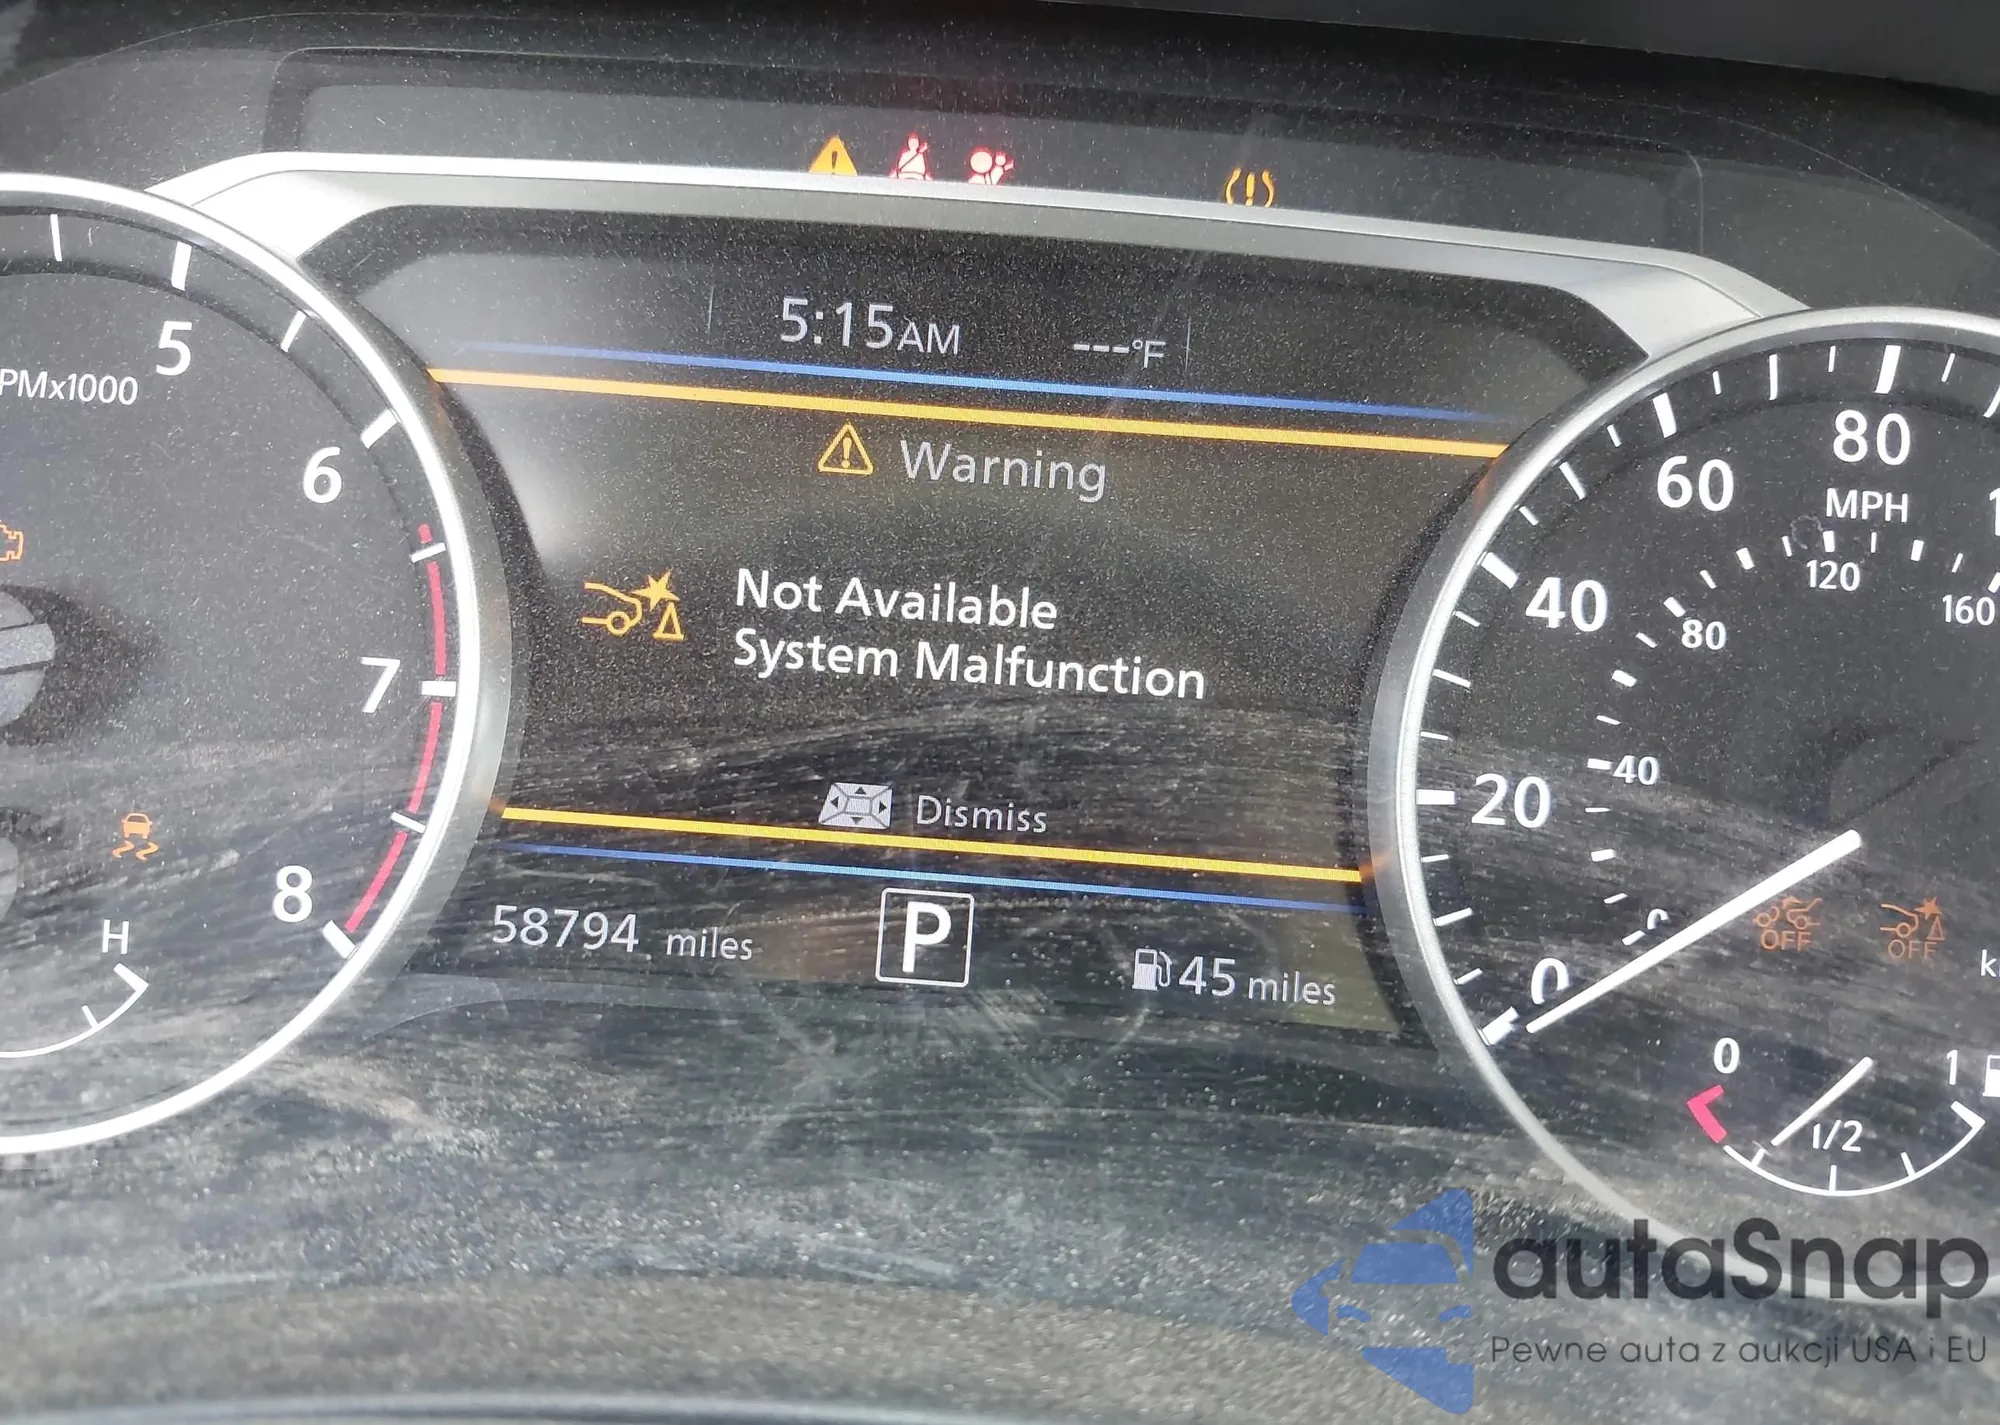 5:15AM
---°F
Warning
Not Available
System Malfunction
Dismiss
58794 miles
P
45 miles
PMx1000
5
6
7
8
H
20
40
60
80
MPH
0
0
40
80
120
160
OFF
OFF
0
1/2
1
autaSnap
Pewne auta z aukcji USA i EU